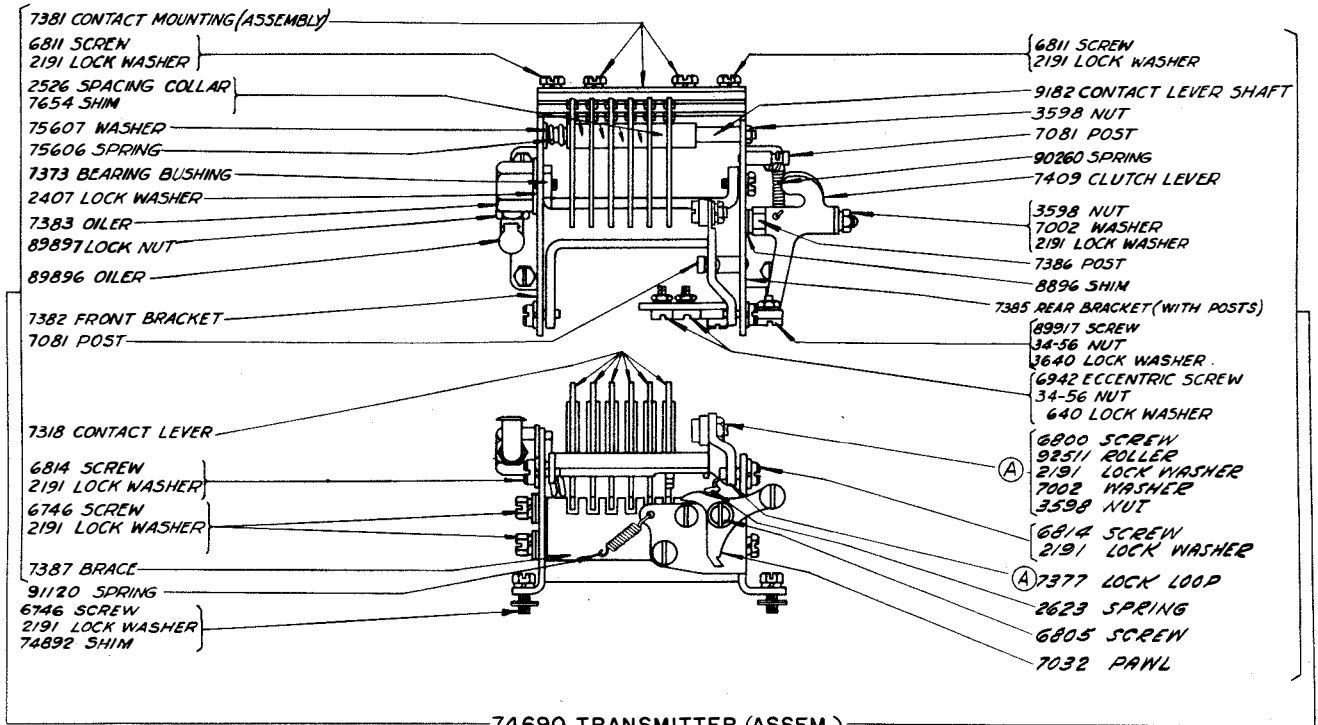 7381 CONTACT MOUNTING (ASSEMBLY)
6811 SCREW
2191 LOCK WASHER
2526 SPACING COLLAR
7654 SHIM
75607 WASHER
75606 SPRING
7373 BEARING BUSHING
2407 LOCK WASHER
7383 OILER
89897 LOCK NUT
89896 OILER
7382 FRONT BRACKET
7081 POST
7318 CONTACT LEVER
6814 SCREW
2191 LOCK WASHER
6746 SCREW
2191 LOCK WASHER
7387 BRACE
91120 SPRING
6746 SCREW
2191 LOCK WASHER
74892 SHIM
6811 SCREW
2191 LOCK WASHER
9182 CONTACT LEVER SHAFT
3598 NUT
7081 POST
90260 SPRING
7409 CLUTCH LEVER
3598 NUT
7002 WASHER
2191 LOCK WASHER
7386 POST
8896 SHIM
7385 REAR BRACKET (WITH POSTS)
89917 SCREW
34-56 NUT
3640 LOCK WASHER.
6942 ECCENTRIC SCREW
34-56 NUT
640 LOCK WASHER
6800 SCREW
92511 ROLLER
A 2191 LOCK WASHER
7002 WASHER
3598 NUT
6814 SCREW
2191 LOCK WASHER
A 7377 LOCK LOOP
2623 SPRING
6805 SCREW
7032 PAWL
74690 TRANSMITTER (ASSEM.)